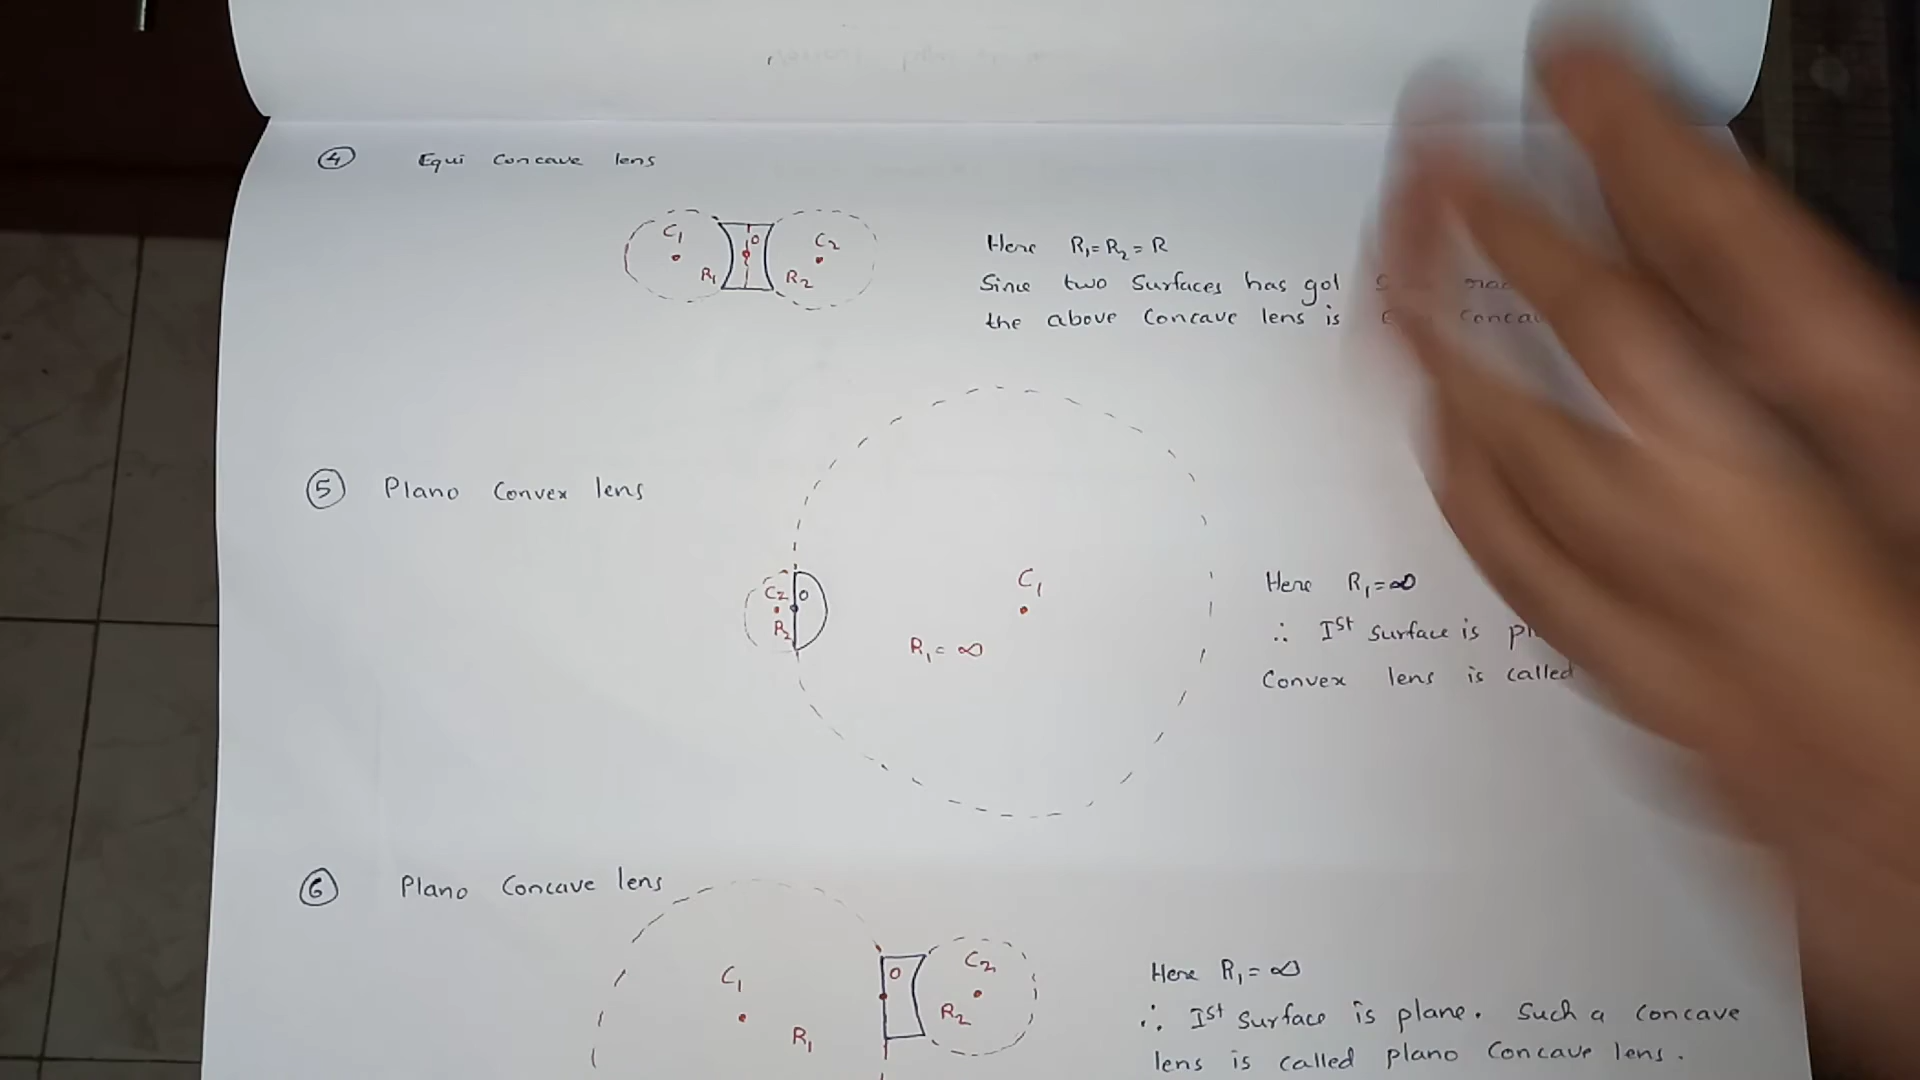 ④ Equi Concave lens
C₁ O C₂
R₁ R₂
Here R₁=R₂=R
Since two Surfaces has got
the above Concave lens is
⑤ Plano Convex lens
C₂ O
R₂
C₁
R₁= ∞
Here R₁=∞
∴ Iˢᵗ surface is
Convex lens is called
⑥ Plano Concave lens
C₁ O C₂
R₁ R₂
Here R₁= ∞
∴ Iˢᵗ surface is plane. Such a concave
lens is called plano Concave lens.